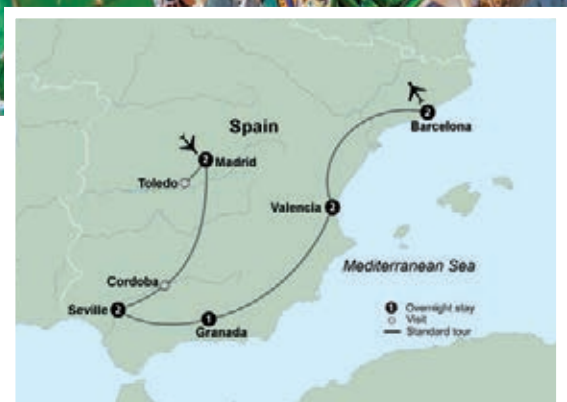 Spain
2 Madrid
Toledo
2
Barcelona
Valencia 2
Mediterranean Sea
Cordoba
Seville 2
1
Granada
1 Overnight stay
Visit
Standard tour